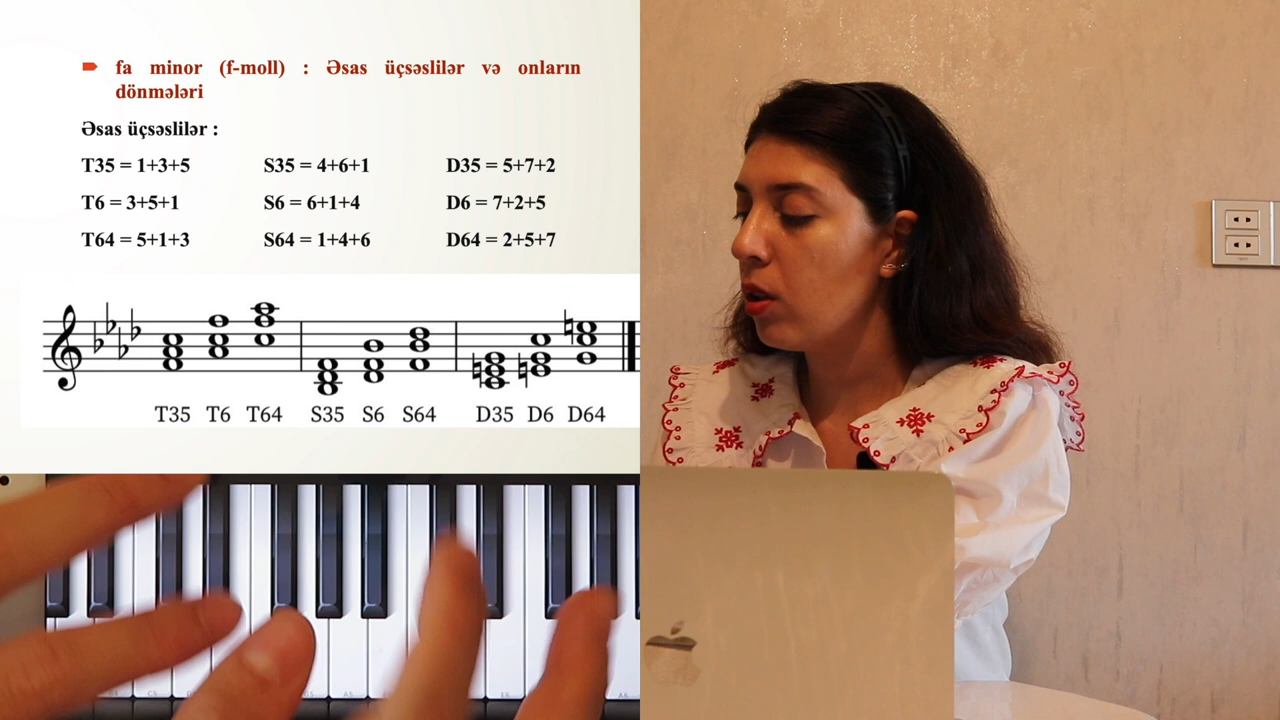 fa minor (f-moll) : Əsas üçsəslilər və onların
dönmələri
Əsas üçsəslilər :
T35 = 1+3+5 S35 = 4+6+1 D35 = 5+7+2
T6 = 3+5+1 S6 = 6+1+4 D6 = 7+2+5
T64 = 5+1+3 S64 = 1+4+6 D64 = 2+5+7
T35 T6 T64 S35 S6 S64 D35 D6 D64